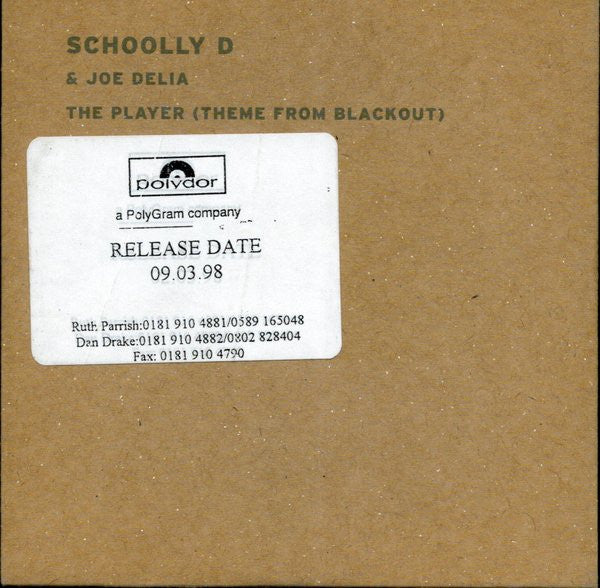 SCHOOLLY D
& JOE DELIA
THE PLAYER (THEME FROM BLACKOUT)
polydor
a PolyGram company
RELEASE DATE
09.03.98
Ruth Parrish:0181 910 4881/0589 165048
Dan Drake:0181 910 4882/0802 828404
Fax: 0181 910 4790